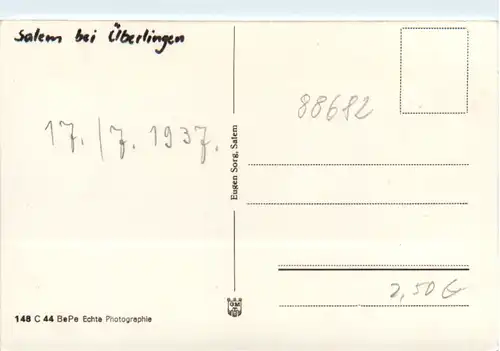 Salem bei Überlingen
88682
17./7. 1937.
Eugen Sorg, Salem
2,50 €
148 C 44 BePe Echte Photographie